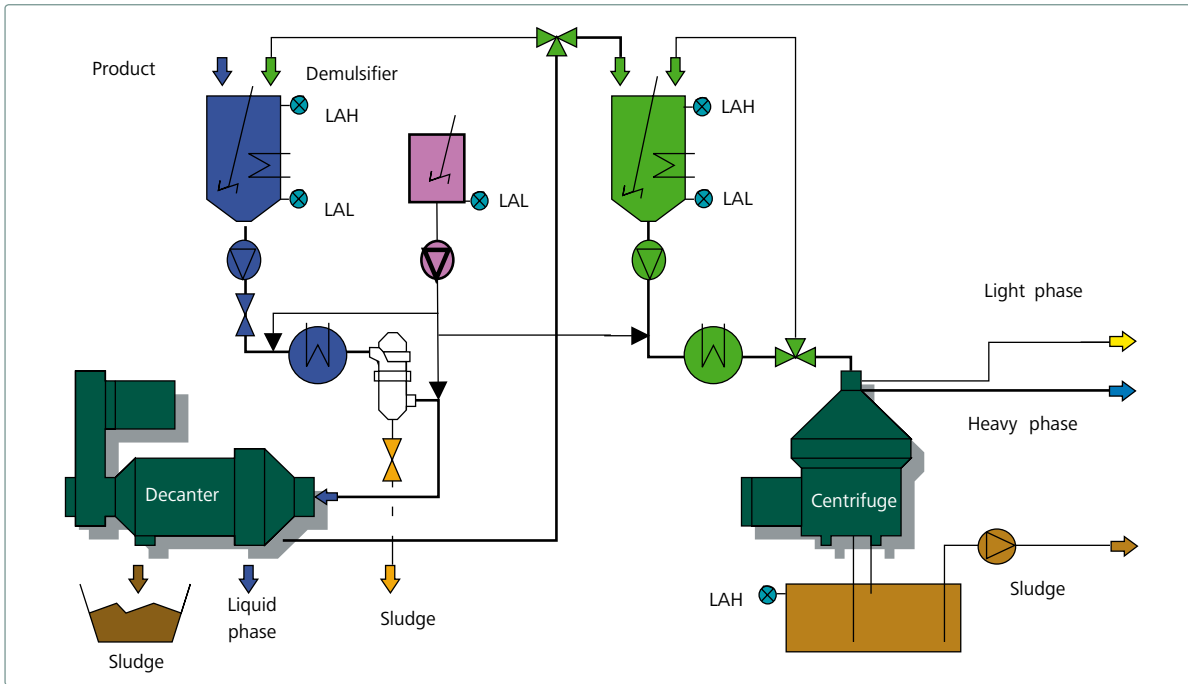 Product
Demulsifier
LAH
LAH
LAL
LAL
LAL
Light phase
Heavy phase
Decanter
Centrifuge
LAH
Sludge
Liquid
phase
Sludge
Sludge